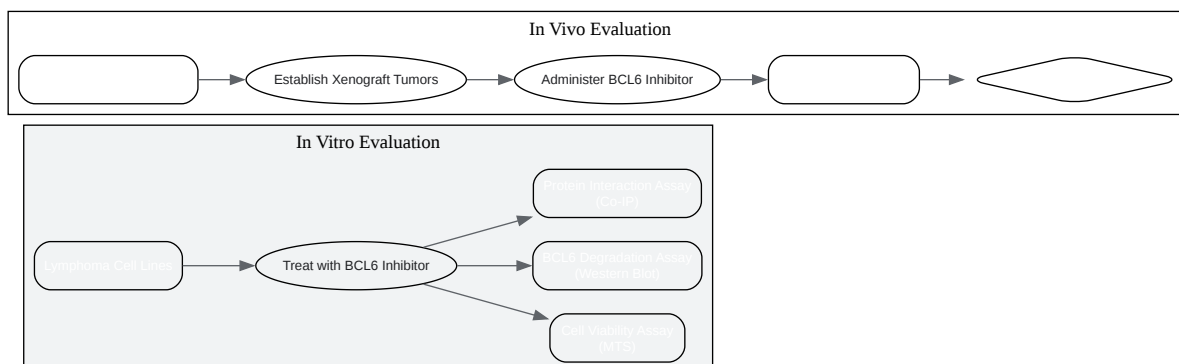 In Vivo Evaluation
Establish Xenograft Tumors
Administer BCL6 Inhibitor
In Vitro Evaluation
Protein Interaction Assay
(Co-IP)
Lymphoma Cell Lines
Treat with BCL6 Inhibitor
BCL6 Degradation Assay
(Western Blot)
Cell Viability Assay
(MTS)